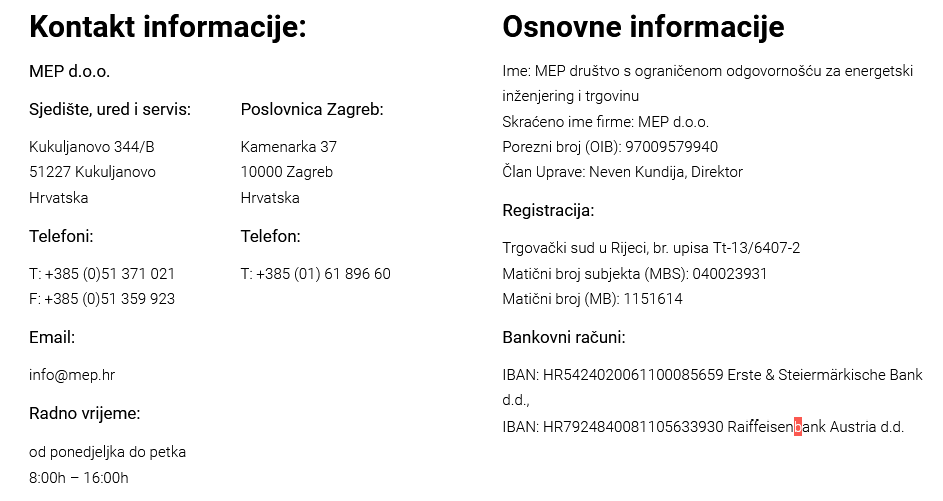 Kontakt informacije:
MEP d.o.o.
Sjedište, ured i servis:
Kukuljanovo 344/B
51227 Kukuljanovo
Hrvatska
Telefoni:
T: +385 (0)51 371 021
F: +385 (0)51 359 923
Poslovnica Zagreb:
Kamenarka 37
10000 Zagreb
Hrvatska
Telefon:
T: +385 (01) 61 896 60
Email:
info@mep.hr
Radno vrijeme:
od ponedjeljka do petka
8:00h – 16:00h
Osnovne informacije
Ime: MEP društvo s ograničenom odgovornošću za energetski
inženjering i trgovinu
Skraćeno ime firme: MEP d.o.o.
Porezni broj (OIB): 97009579940
Član Uprave: Neven Kundija, Direktor
Registracija:
Trgovački sud u Rijeci, br. upisa Tt-13/6407-2
Matični broj subjekta (MBS): 040023931
Matični broj (MB): 1151614
Bankovni računi:
IBAN: HR5424020061100085659 Erste & Steiermärkische Bank
d.d.,
IBAN: HR7924840081105633930 Raiffeisenbank Austria d.d.